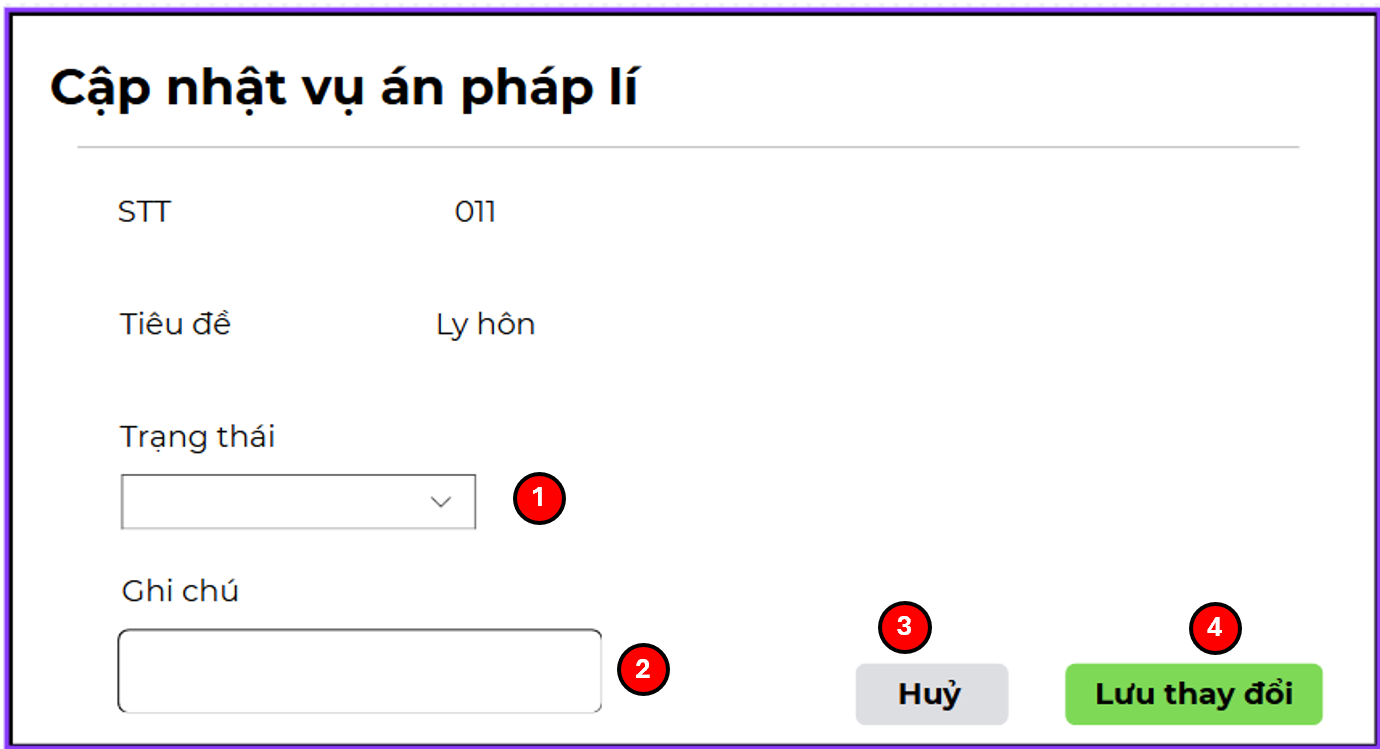 Cập nhật vụ án pháp lí
STT 011
Tiêu đề Ly hôn
Trạng thái
1
Ghi chú
2
3
4
Huỷ Lưu thay đổi